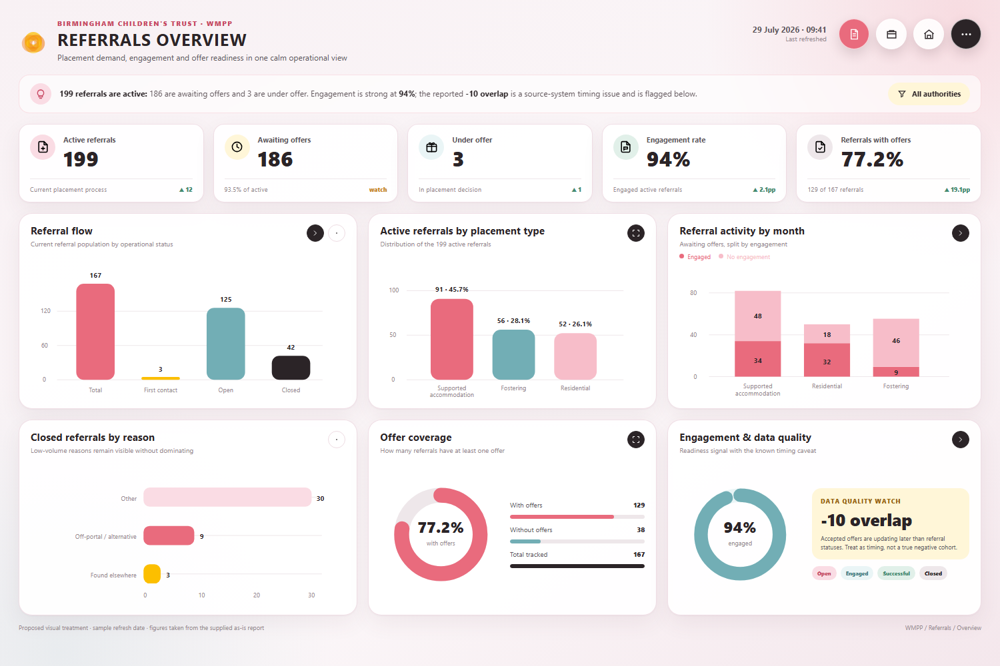 BIRMINGHAM CHILDREN'S TRUST · WMPP
REFERRALS OVERVIEW
Placement demand, engagement and offer readiness in one calm operational view
29 July 2026 · 09:41
Last refreshed
199 referrals are active: 186 are awaiting offers and 3 are under offer. Engagement is strong at 94%; the reported -10 overlap is a source-system timing issue and is flagged below.
All authorities
Active referrals
199
Current placement process
▲ 12
Awaiting offers
186
93.5% of active
watch
Under offer
3
In placement decision
▲ 1
Engagement rate
94%
Engaged active referrals
▲ 2.1pp
Referrals with offers
77.2%
129 of 167 referrals
▲ 19.1pp
Referral flow
Current referral population by operational status
167
125
120
60
42
3
0
Total
First contact
Open
Closed
Active referrals by placement type
Distribution of the 199 active referrals
100
91 · 45.7%
56 · 28.1%
52 · 26.1%
50
0
Supported
accommodation
Fostering
Residential
Referral activity by month
Awaiting offers, split by engagement
Engaged
No engagement
80
48
40
18
46
34
32
9
0
Supported
accommodation
Residential
Fostering
Closed referrals by reason
Low-volume reasons remain visible without dominating
Other
30
Off-portal / alternative
9
Found elsewhere
3
0
10
20
30
Offer coverage
How many referrals have at least one offer
77.2%
with offers
With offers
129
Without offers
38
Total tracked
167
Engagement & data quality
Readiness signal with the known timing caveat
94%
engaged
DATA QUALITY WATCH
-10 overlap
Accepted offers are updating later than referral
statuses. Treat as timing, not a true negative cohort.
Open
Engaged
Successful
Closed
Proposed visual treatment · sample refresh date · figures taken from the supplied as-is report
WMPP / Referrals / Overview